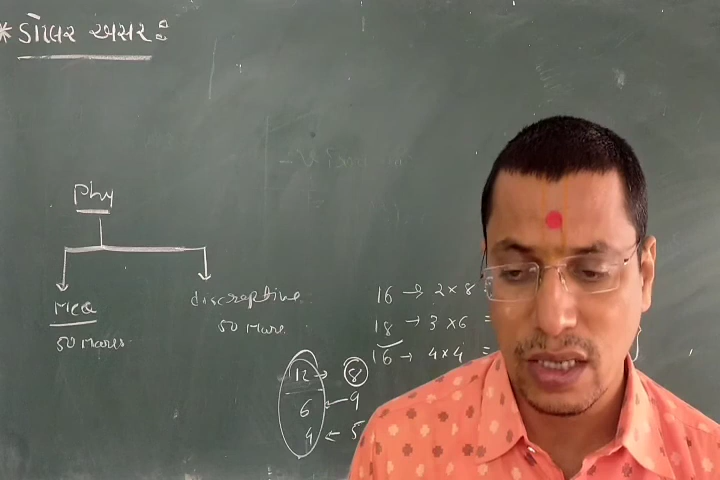 * ડોપ્લર અસર :
Phy
Mcq
50 Marks
discreptive
50 Mark
16 → 2 × 8
18 → 3 × 6 =
16 → 4 × 4 =
12 → 8
6 ← 9
4 ← 5